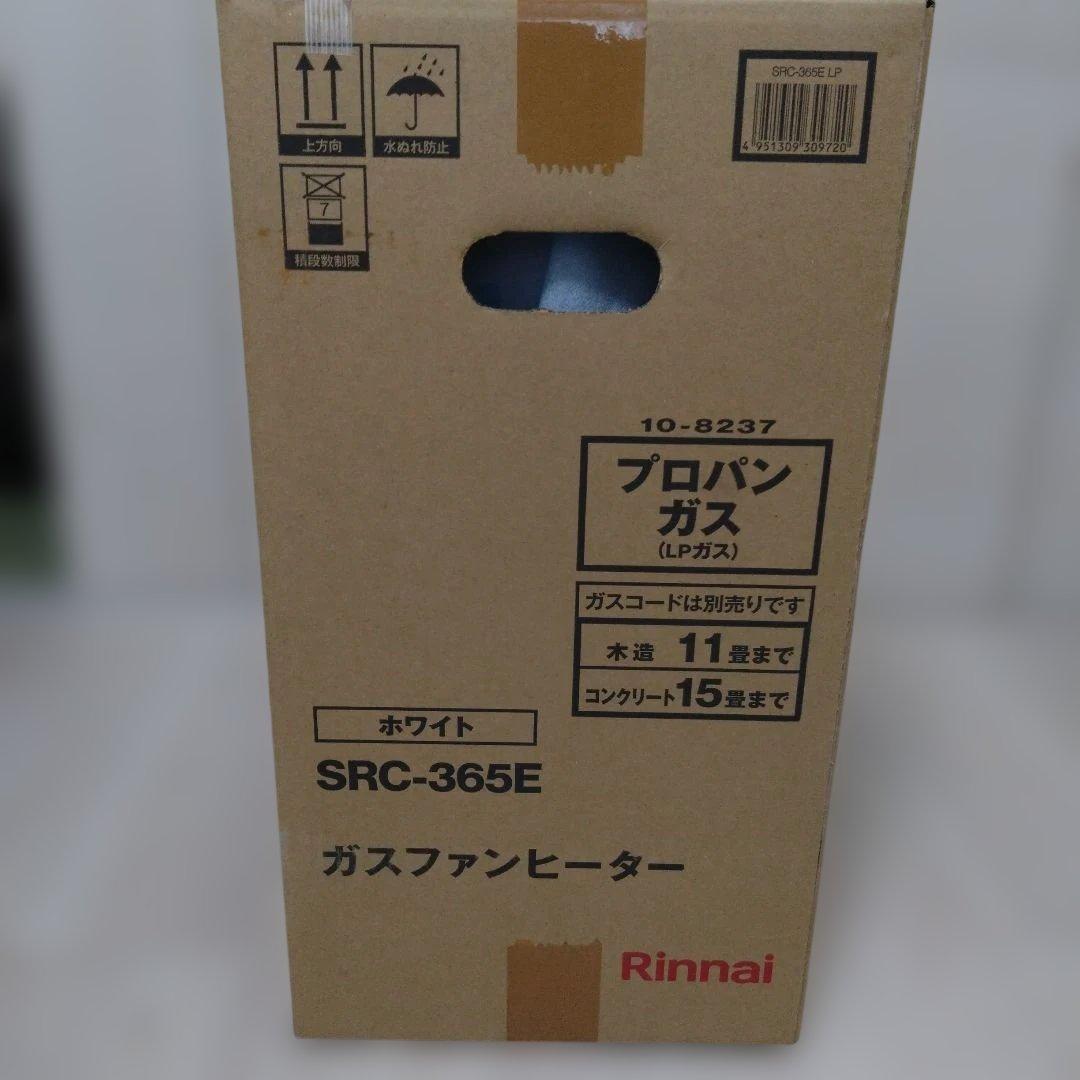 上方向
水ぬれ防止
7
積段数制限
SRC-365E LP
4 951309 309720
10-8237
プロパン
ガス
(LPガス)
ガスコードは別売りです
木造 11畳まで
コンクリート15畳まで
ホワイト
SRC-365E
ガスファンヒーター
Rinnai